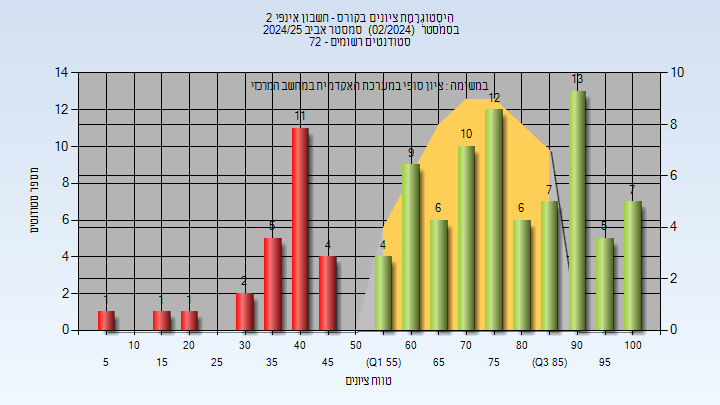 היסטוגרמת ציונים בקורס - חשבון אינפי 2
בסמסטר (02/2024) סמסטר אביב 2024/25
סטודנטים רשומים - 72
במשימה : ציון סופי במערכת האקדמית במחשב המרכזי
מספר סטודנטים
14 12 10 8 6 4 2 0
10 8 6 4 2 0
1 1 1 2 5 11 4 4 9 6 10 12 6 7 13 5 7
10 20 30 40 50 60 70 80 90 100
5 15 25 35 45 (Q1 55) 65 75 (Q3 85) 95
טווח ציונים